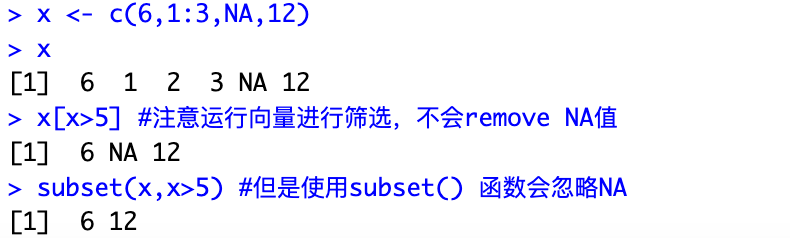 > x <- c(6,1:3,NA,12)
> x
[1]  6  1  2  3 NA 12
> x[x>5] #注意运行向量进行筛选，不会remove NA值
[1]  6 NA 12
> subset(x,x>5) #但是使用subset() 函数会忽略NA
[1]  6 12